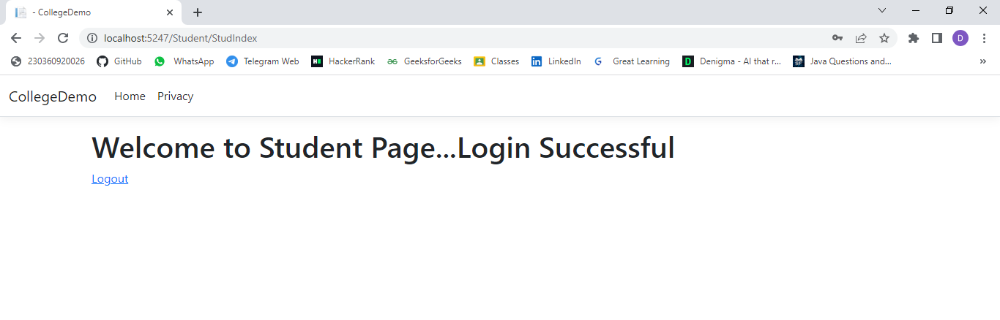 - CollegeDemo
localhost:5247/Student/StudIndex
D
230360920026 GitHub WhatsApp Telegram Web HackerRank GeeksforGeeks Classes LinkedIn Great Learning Denigma - AI that r... Java Questions and... »
CollegeDemo Home Privacy
Welcome to Student Page...Login Successful
Logout